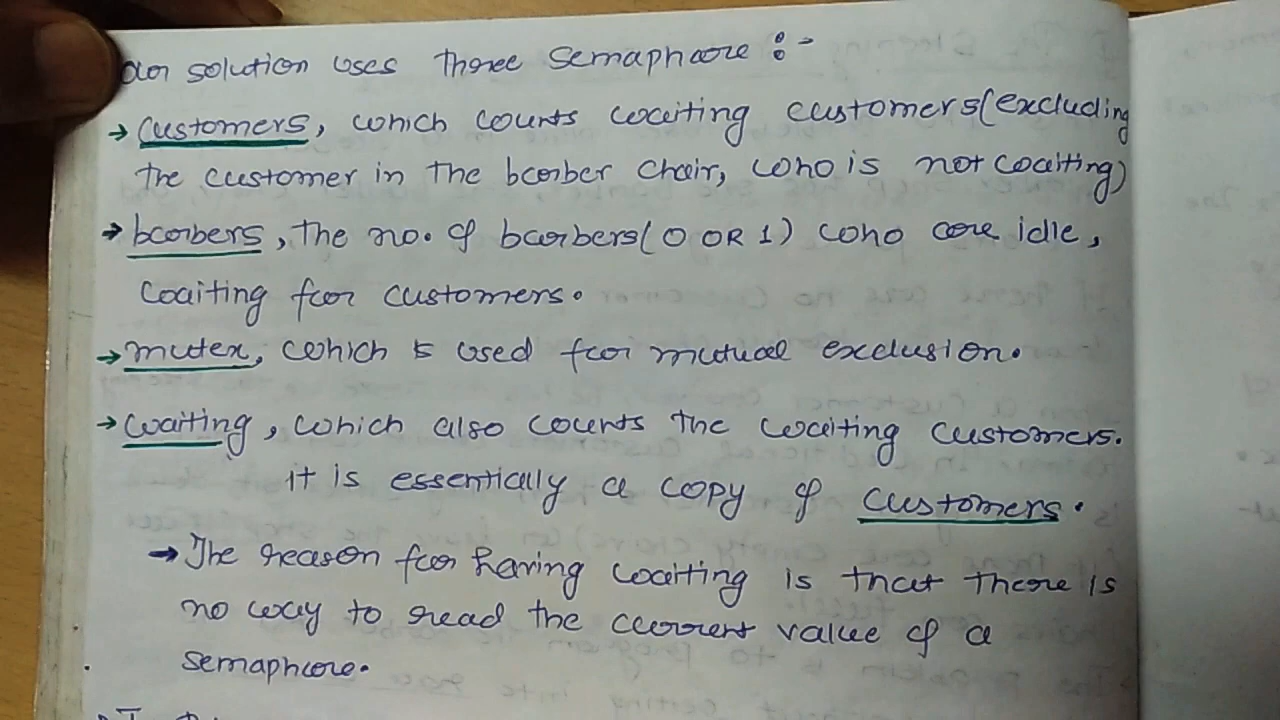 Our solution uses three semaphore :-
→ customers, which counts waiting customers (excluding
the customer in the barber chair, who is not waiting)
→ barbers, the no. of barbers (0 OR 1) who are idle,
waiting for customers.
→ mutex, which is used for mutual exclusion.
→ waiting, which also counts the waiting customers.
it is essentially a copy of customers.
→ The reason for having waiting is that there is
no way to read the current value of a
semaphore.